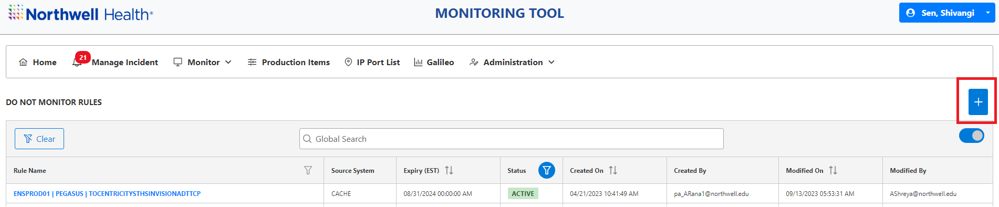 Northwell Health®
MONITORING TOOL
Sen, Shivangi
Home
21
Manage Incident
Monitor
Production Items
IP Port List
Galileo
Administration
DO NOT MONITOR RULES
Clear
Global Search
Rule Name
Source System
Expiry (EST)
Status
Created On
Created By
Modified On
Modified By
ENSPROD01 | PEGASUS | TOCENTRICITYSTHSINVISIONADTTCP
CACHE
08/31/2024 00:00:00 AM
ACTIVE
04/21/2023 10:41:49 AM
pa_ARana1@northwell.edu
09/13/2023 05:53:31 AM
AShreya@northwell.edu